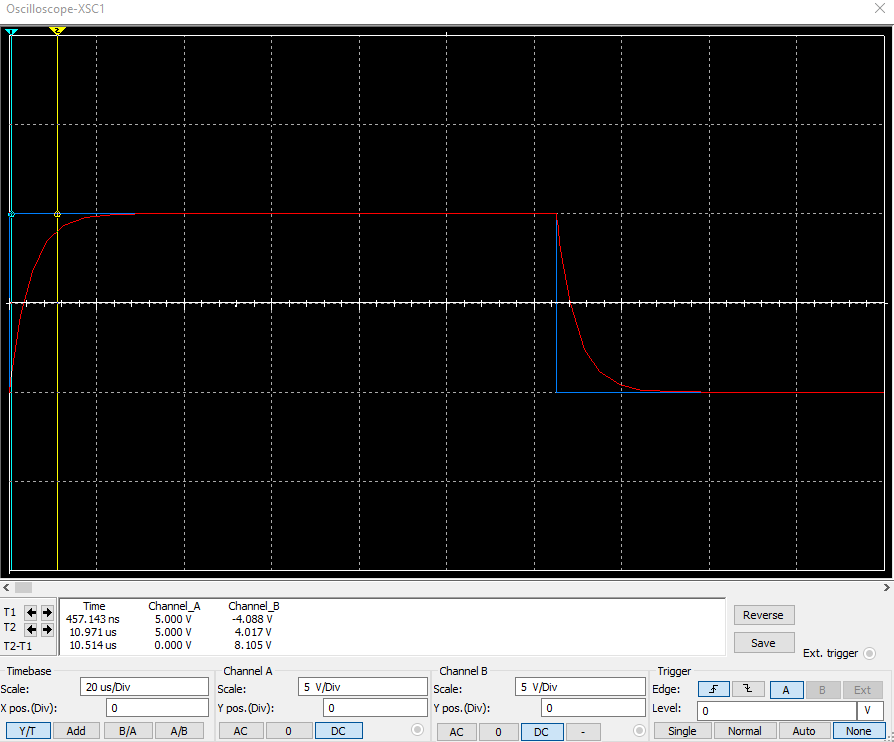 Oscilloscope-XSC1
1 2
Time Channel_A Channel_B
T1 457.143 ns 5.000 V -4.088 V
T2 10.971 us 5.000 V 4.017 V
T2-T1 10.514 us 0.000 V 8.105 V
Reverse
Save
Ext. trigger
Timebase
Scale: 20 us/Div
X pos.(Div): 0
Y/T Add B/A A/B
Channel A
Scale: 5 V/Div
Y pos.(Div): 0
AC 0 DC
Channel B
Scale: 5 V/Div
Y pos.(Div): 0
AC 0 DC -
Trigger
Edge: A B Ext
Level: 0 V
Single Normal Auto None